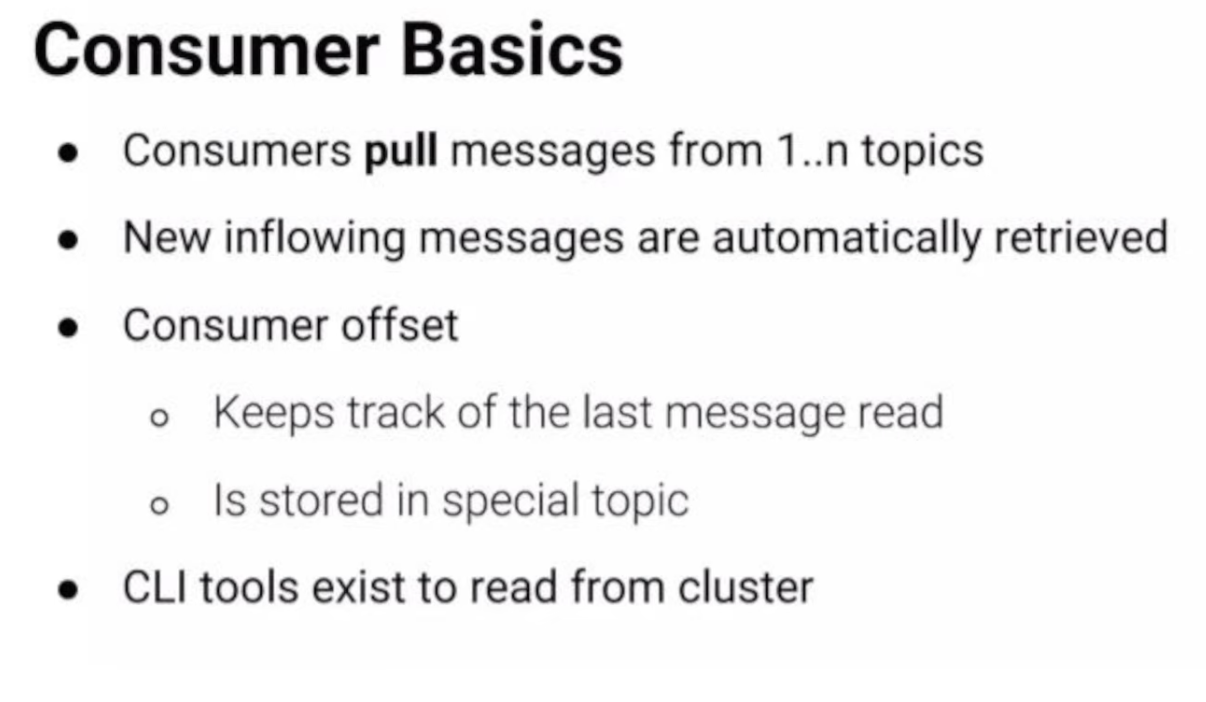 Consumer Basics
● Consumers pull messages from 1..n topics
● New inflowing messages are automatically retrieved
● Consumer offset
○ Keeps track of the last message read
○ Is stored in special topic
● CLI tools exist to read from cluster